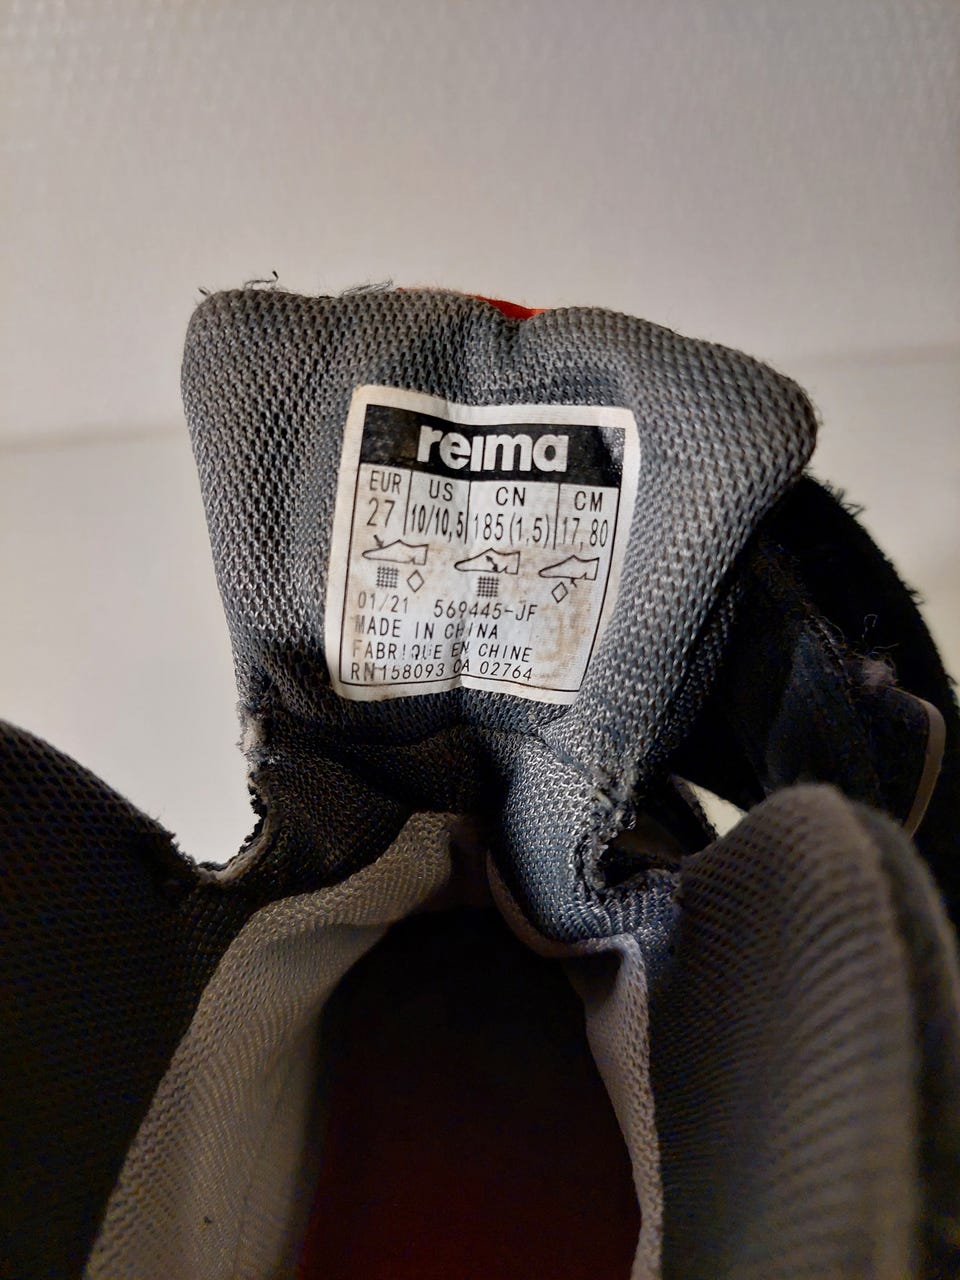 reima
EUR US CN CM
27 10/10,5 185(1,5) 17,80
01/21 569445-JF
MADE IN CHINA
FABRIQUE EN CHINE
RN158093 CA 02764